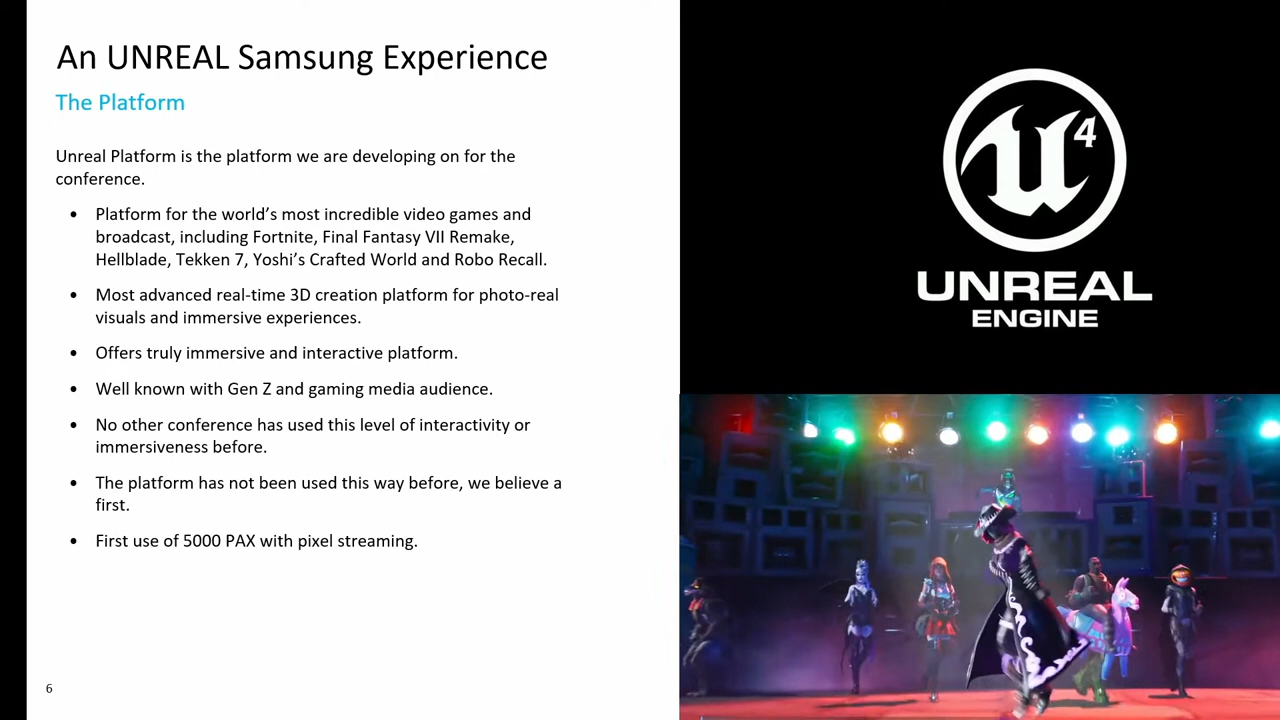 An UNREAL Samsung Experience
The Platform
Unreal Platform is the platform we are developing on for the
conference.
• Platform for the world’s most incredible video games and
broadcast, including Fortnite, Final Fantasy VII Remake,
Hellblade, Tekken 7, Yoshi’s Crafted World and Robo Recall.
• Most advanced real-time 3D creation platform for photo-real
visuals and immersive experiences.
• Offers truly immersive and interactive platform.
• Well known with Gen Z and gaming media audience.
• No other conference has used this level of interactivity or
immersiveness before.
• The platform has not been used this way before, we believe a
first.
• First use of 5000 PAX with pixel streaming.
6
U4
UNREAL
ENGINE